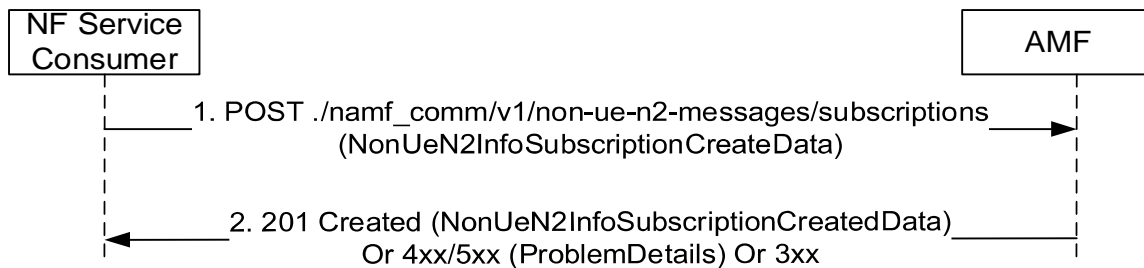 NF Service
Consumer
AMF
1. POST ./namf_comm/v1/non-ue-n2-messages/subscriptions
(NonUeN2InfoSubscriptionCreateData)
2. 201 Created (NonUeN2InfoSubscriptionCreatedData)
Or 4xx/5xx (ProblemDetails) Or 3xx